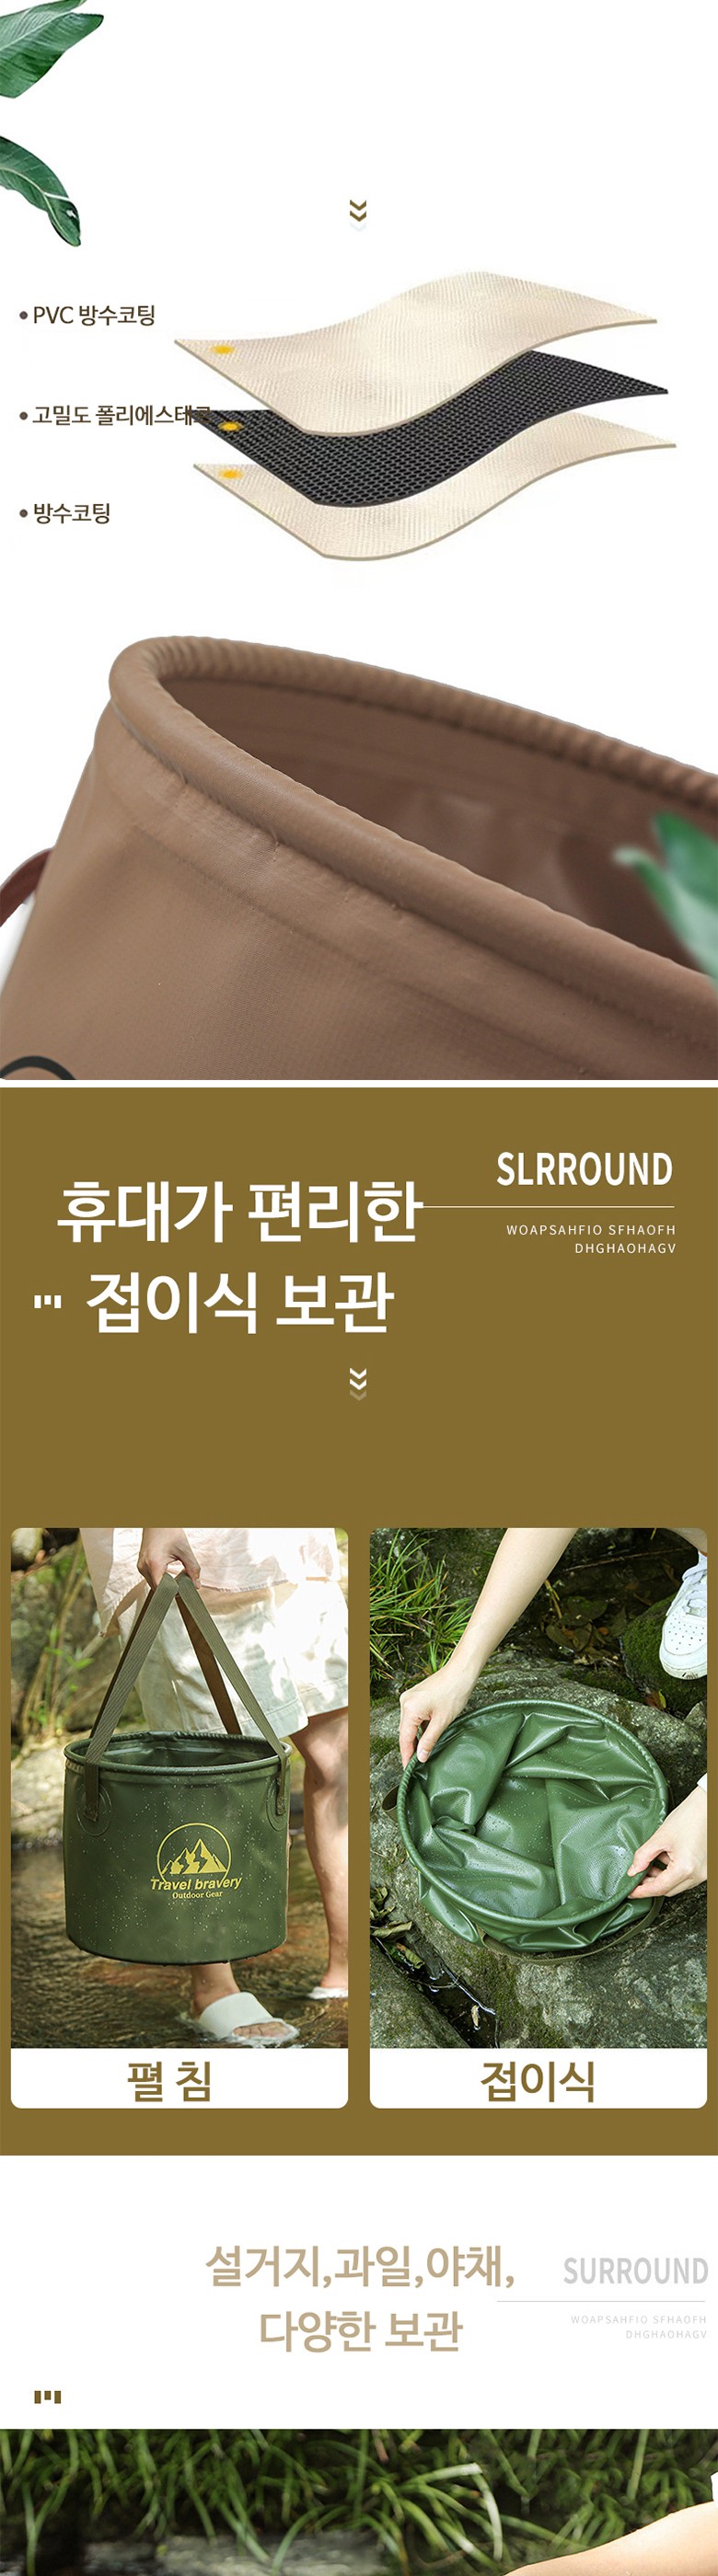 PVC 방수코팅
고밀도 폴리에스테르
방수코팅
SLRROUND
휴대가 편리한
WOAPSAHFIO SFHAOFH
DHGHAOHAGV
접이식 보관
Travel bravery
Outdoor Gear
펼 침
접이식
설거지,과일,야채,
SURROUND
다양한 보관
WOAPSAHFIO SFHAOFH
DHGHAOHAGV